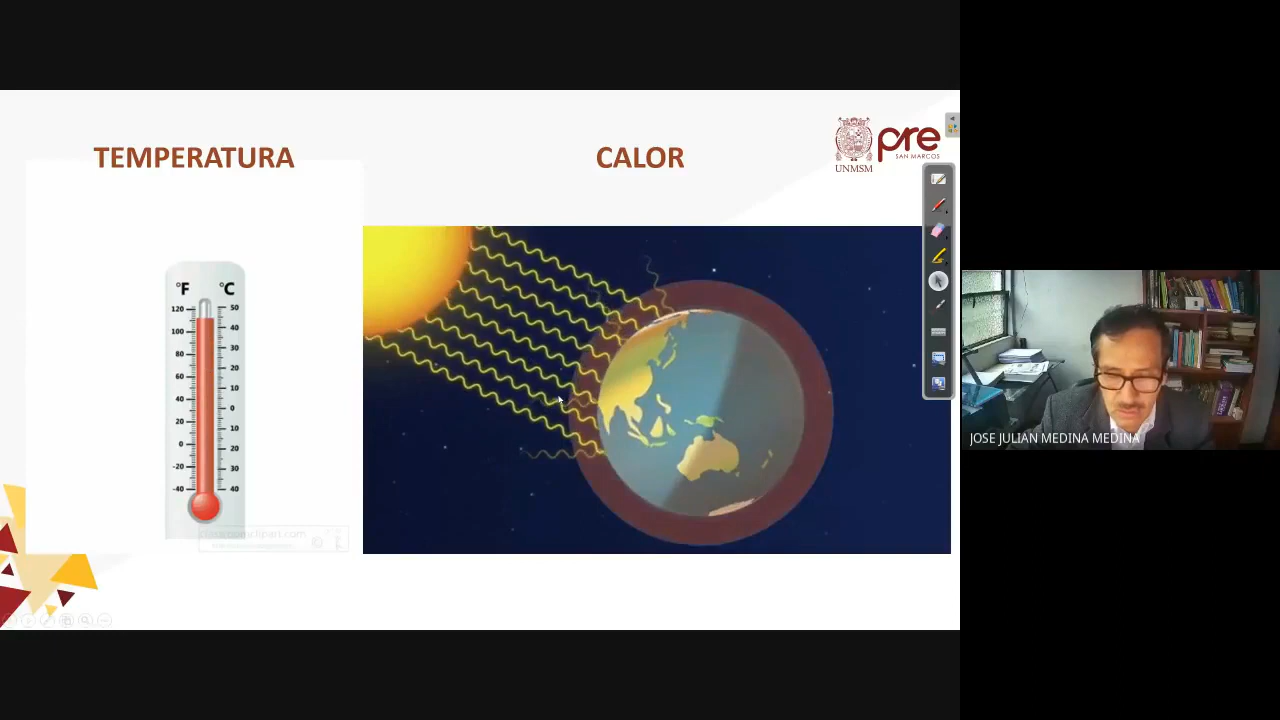 TEMPERATURA
CALOR
pre
SAN MARCOS
UNMSM
°F °C
120 50
100 40
80 30
60 20
40 10
20 0
0 10
-20 20
-40 30
40
JOSE JULIAN MEDINA MEDINA